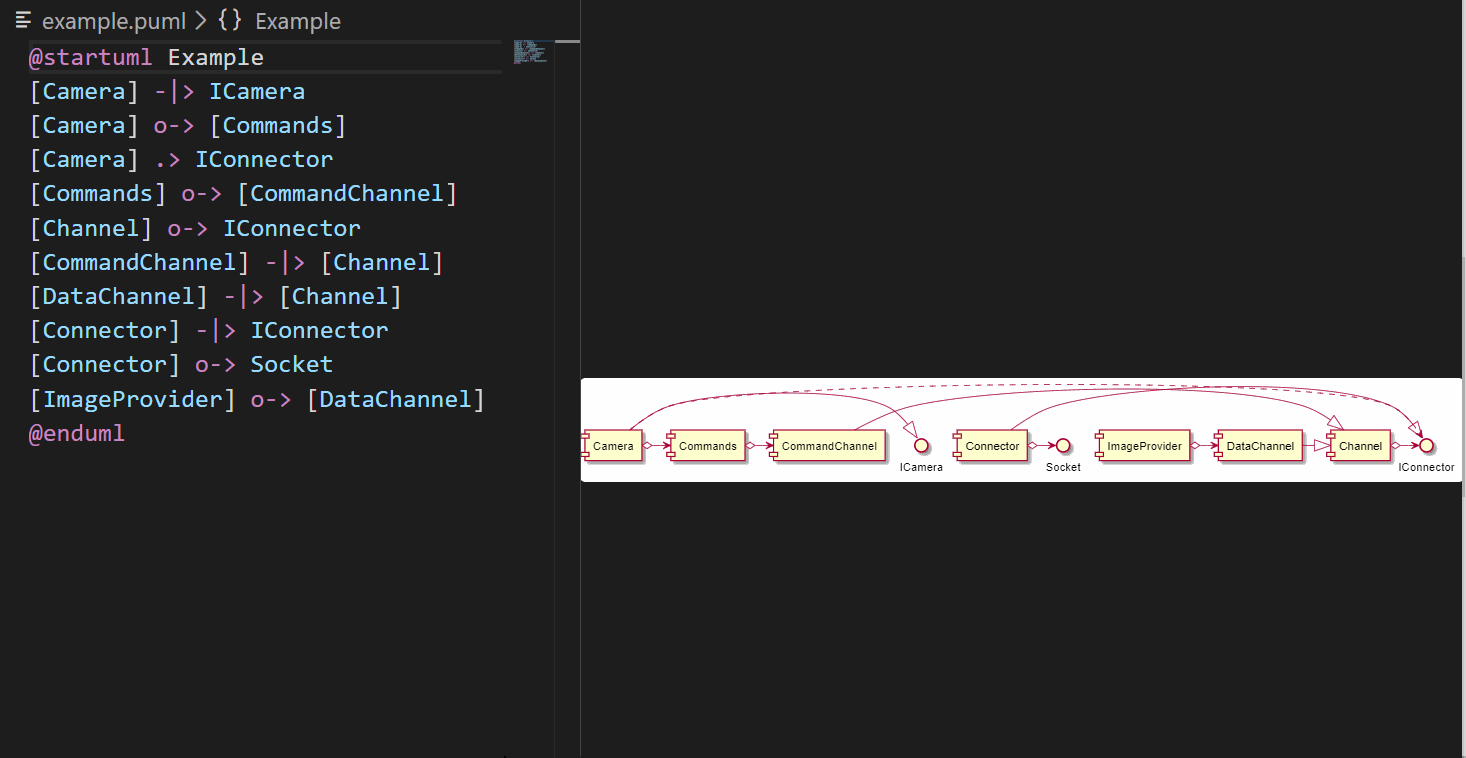 example.puml > {} Example
@startuml Example
[Camera] -|> ICamera
[Camera] o-> [Commands]
[Camera] .> IConnector
[Commands] o-> [CommandChannel]
[Channel] o-> IConnector
[CommandChannel] -|> [Channel]
[DataChannel] -|> [Channel]
[Connector] -|> IConnector
[Connector] o-> Socket
[ImageProvider] o-> [DataChannel]
@enduml
Camera Commands CommandChannel Connector ImageProvider DataChannel Channel
ICamera Socket IConnector